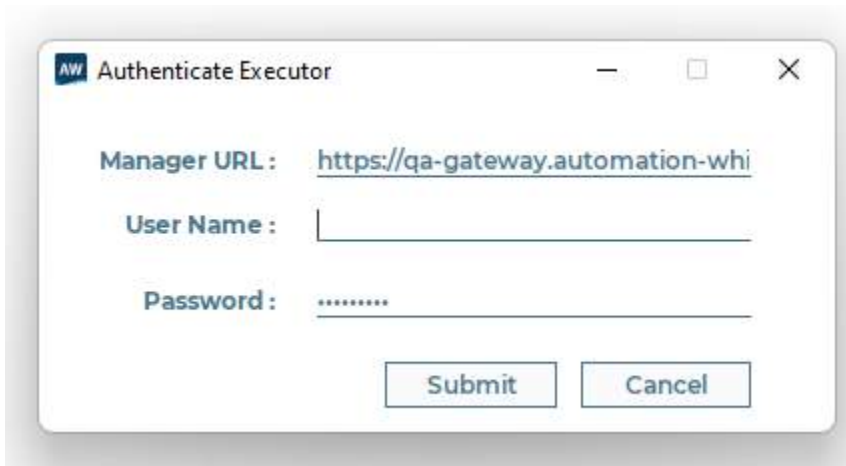 AW Authenticate Executor
Manager URL : https://qa-gateway.automation-whi
User Name :
Password : •••••••••
Submit Cancel